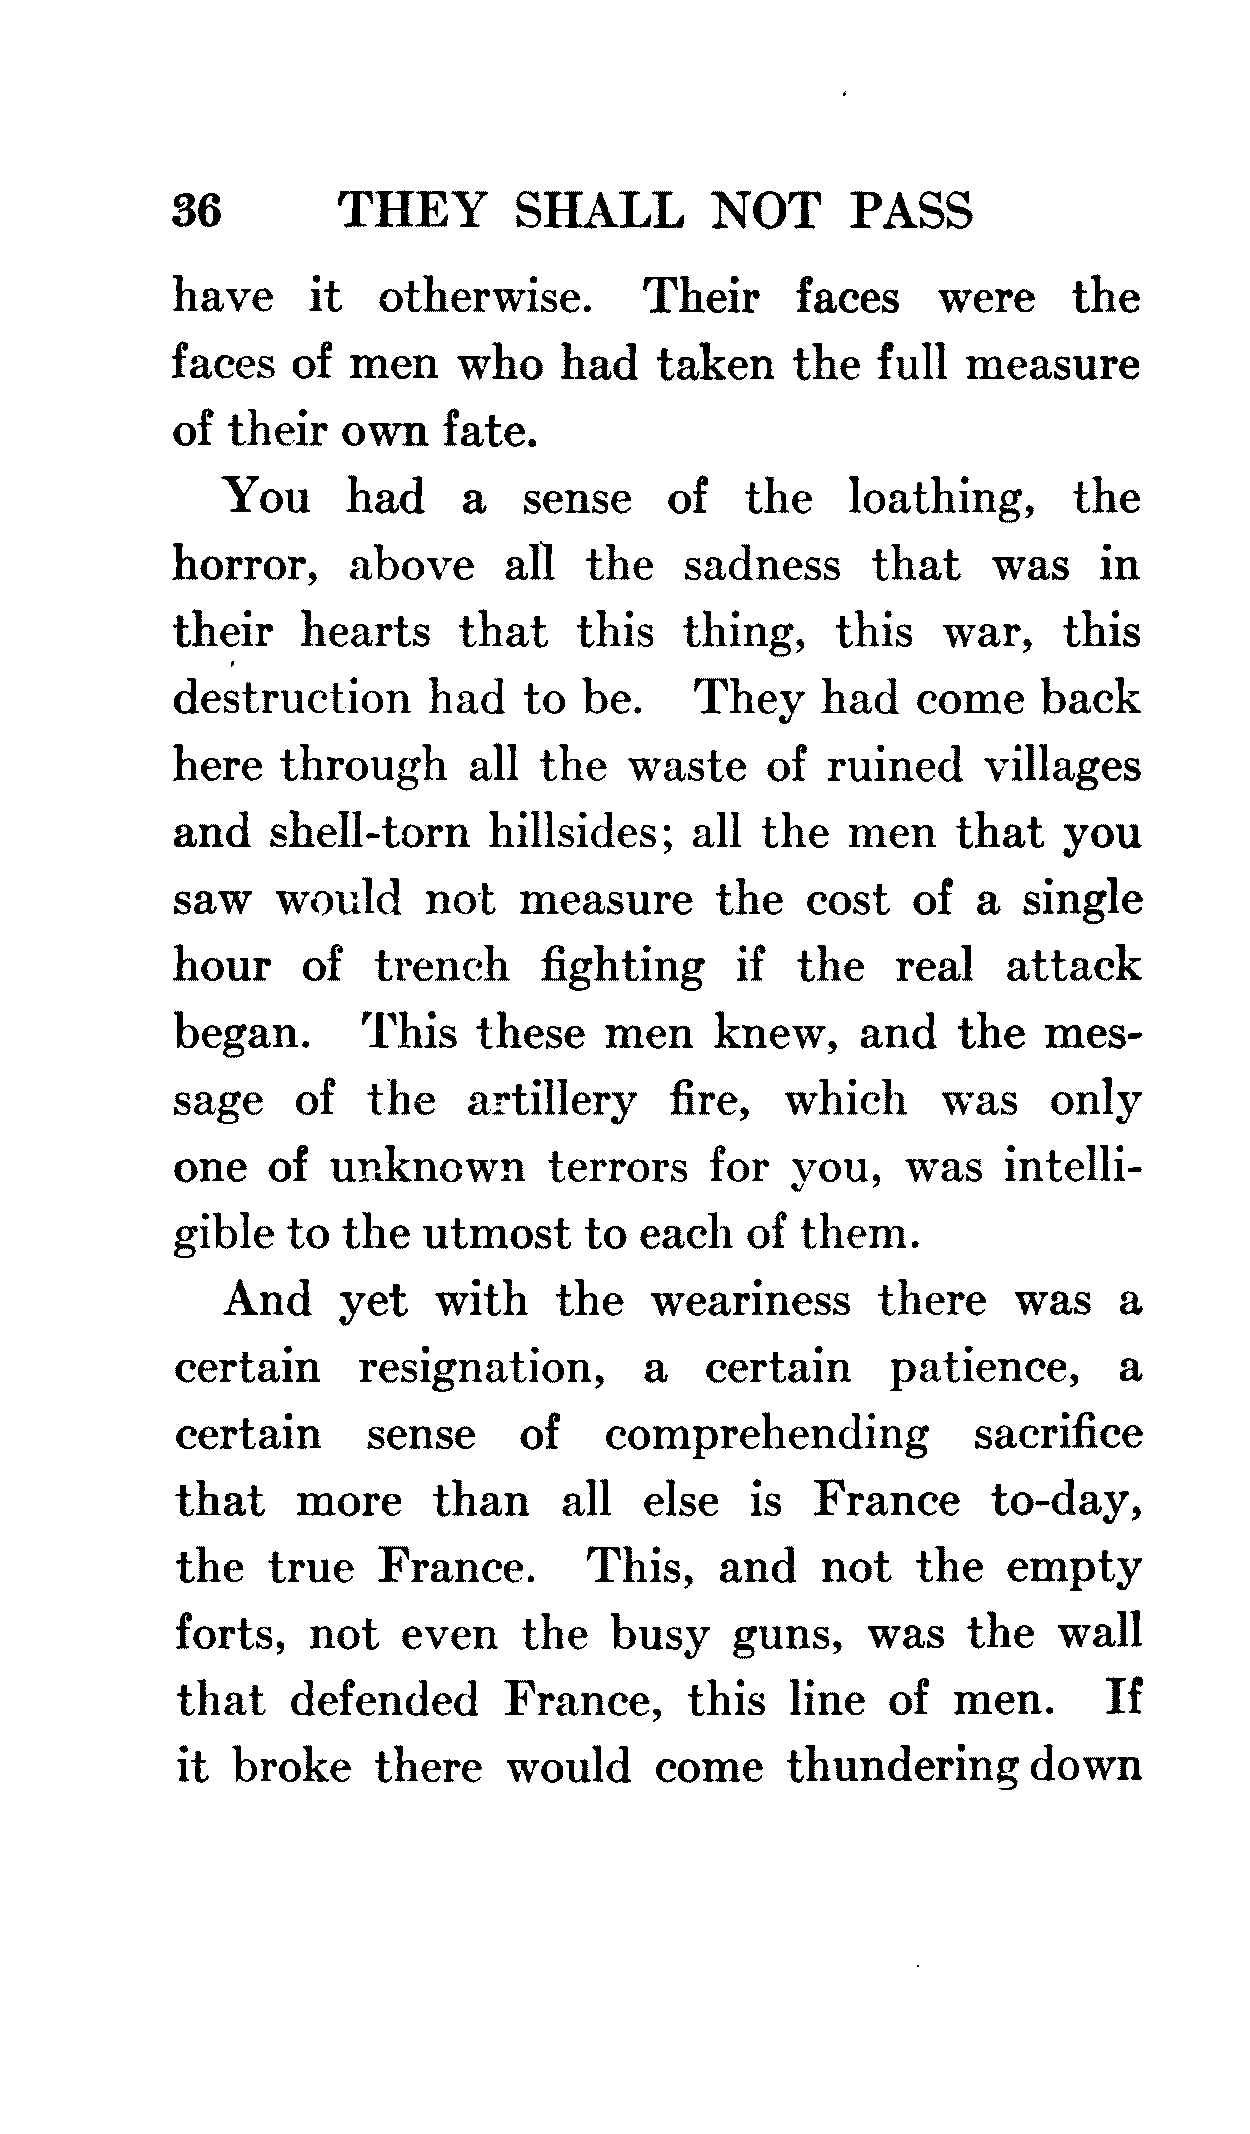 36 THEY SHALL NOT PASS
have it otherwise. Their faces were the
faces of men who had taken the full measure
of their own fate.
You had a sense of the loathing, the
horror, above all the sadness that was in
their hearts that this thing, this war, this
destruction had to be. They had come back
here through all the waste of ruined villages
and shell-torn hillsides; all the men that you
saw would not measure the cost of a single
hour of trench fighting if the real attack
began. This these men knew, and the mes-
sage of the artillery fire, which was only
one of unknown terrors for you, was intelli-
gible to the utmost to each of them.
And yet with the weariness there was a
certain resignation, a certain patience, a
certain sense of comprehending sacrifice
that more than all else is France to-day,
the true France. This, and not the empty
forts, not even the busy guns, was the wall
that defended France, this line of men. If
it broke there would come thundering down